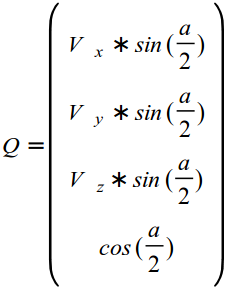 Q = ( V x * sin ( a/2 )
V y * sin ( a/2 )
V z * sin ( a/2 )
cos ( a/2 ) )